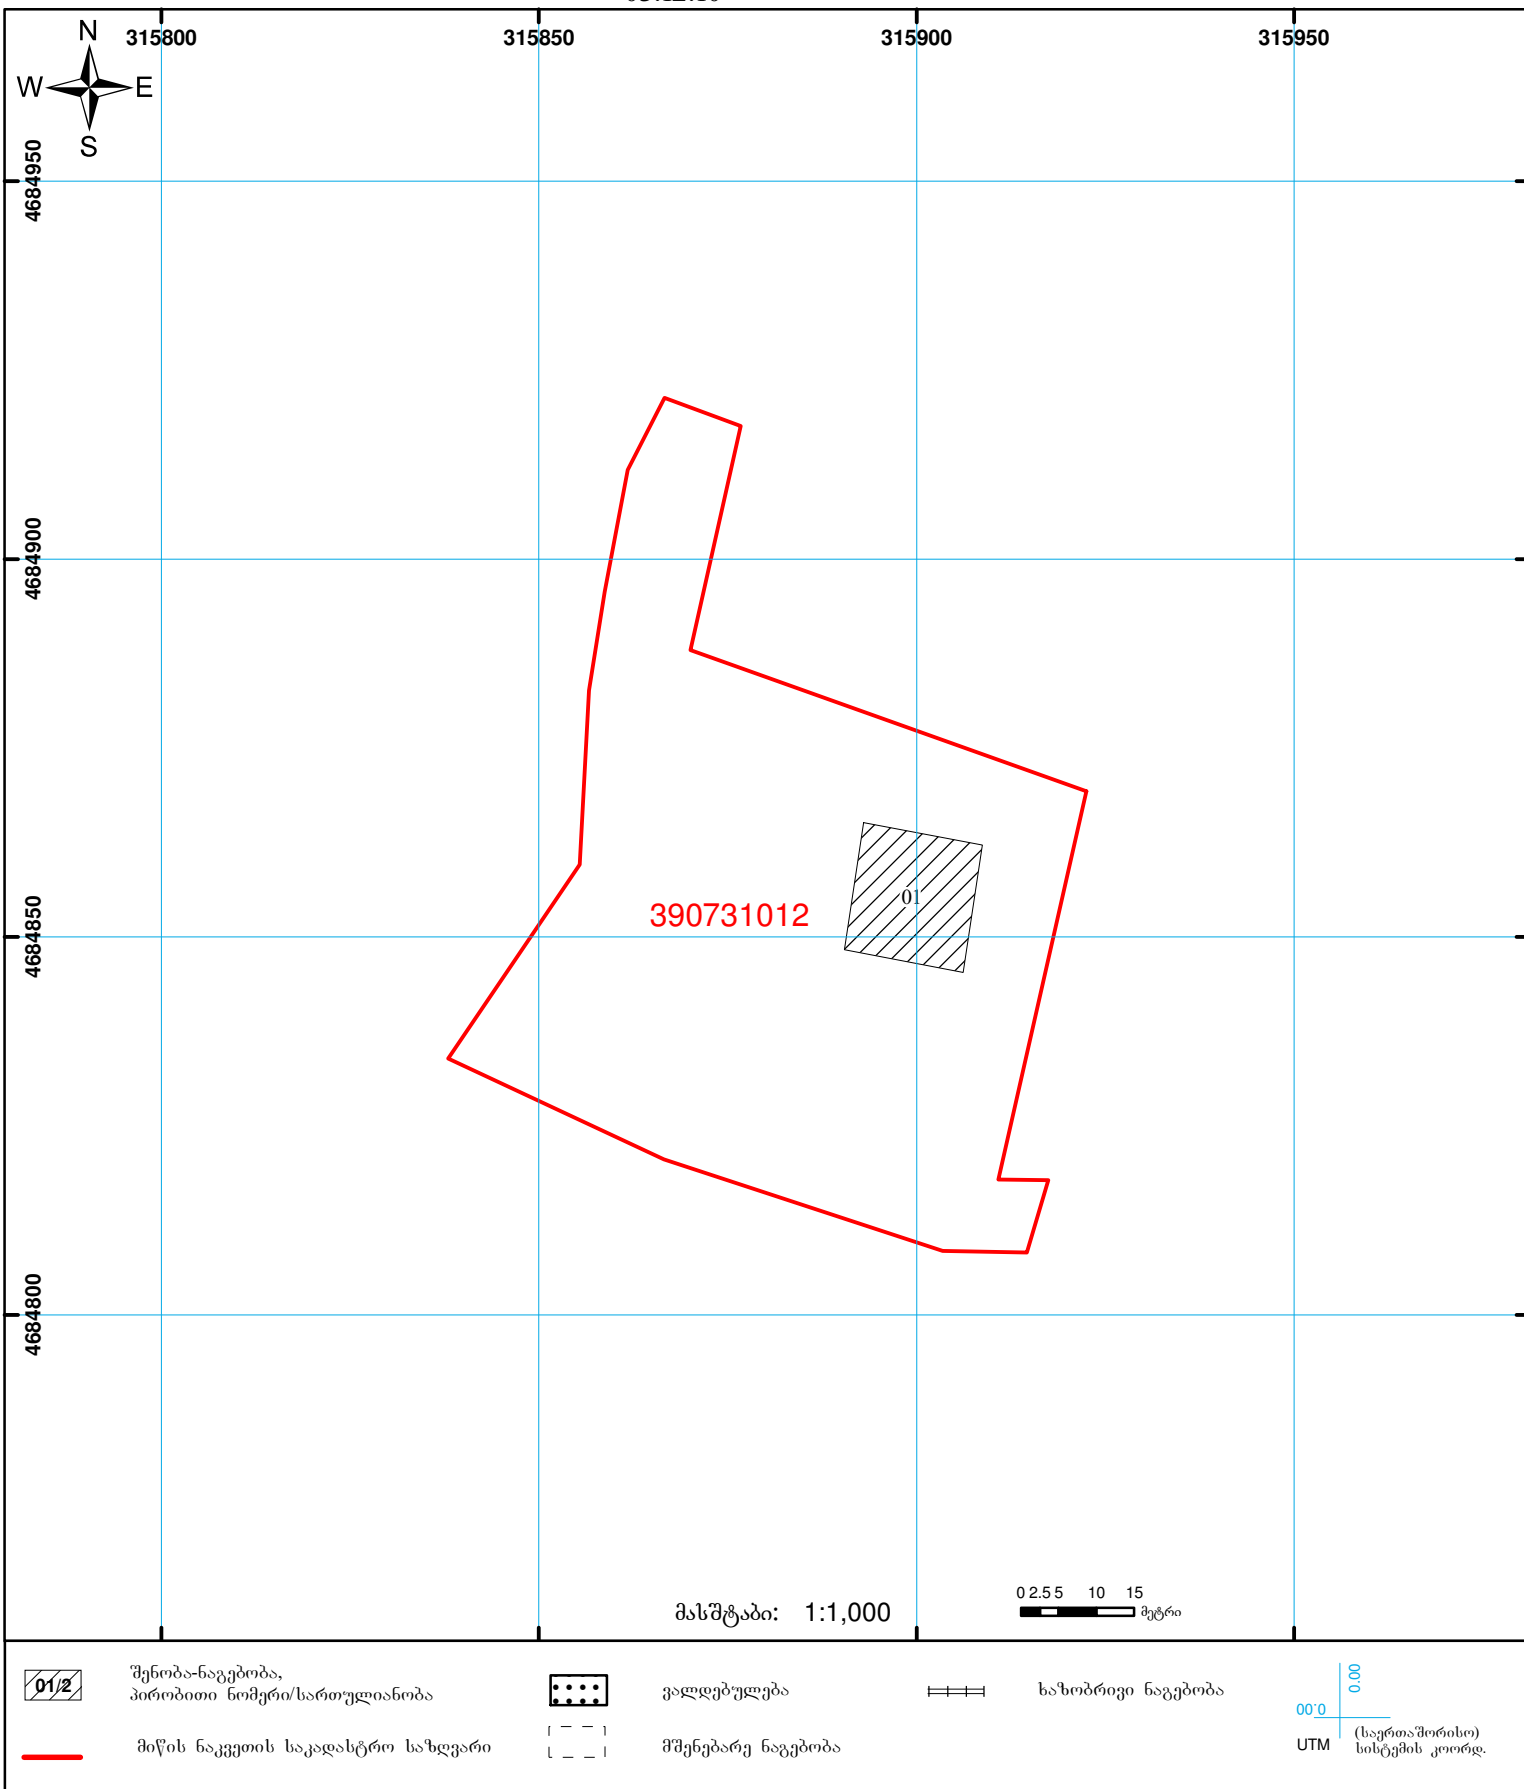 315800 315850 315900 315950
N
W E
S
4684950
4684900
4684850
4684800
01
390731012
მასშტაბი: 1:1,000
0 2.5 5 10 15
მეტრი
01/2
შენობა-ნაგებობა,
პირობითი ნომერი/სართულიანობა
ვალდებულება
ხაზობრივი ნაგებობა
მიწის ნაკვეთის საკადასტრო საზღვარი
მშენებარე ნაგებობა
0.00
00.0
UTM
(საერთაშორისო)
სისტემის კოორდ.